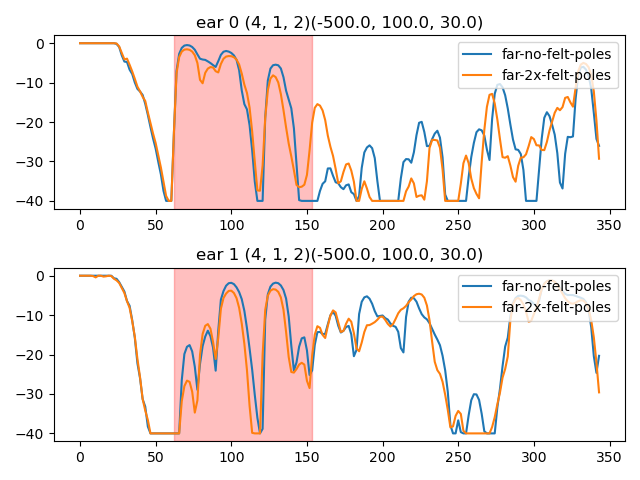 ear 0 (4, 1, 2)(-500.0, 100.0, 30.0)
0
−10
−20
−30
−40
far-no-felt-poles
far-2x-felt-poles
0 50 100 150 200 250 300 350
ear 1 (4, 1, 2)(-500.0, 100.0, 30.0)
0
−10
−20
−30
−40
far-no-felt-poles
far-2x-felt-poles
0 50 100 150 200 250 300 350